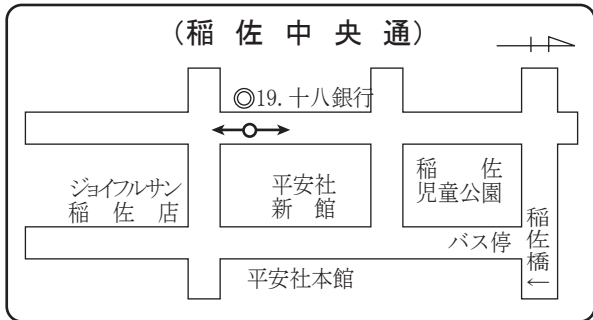 (稲佐中央通)
◎19.十八銀行
ジョイフルサン
稲佐店
平安社
新館
稲佐
児童公園
バス停
稲佐橋↓
平安社本館